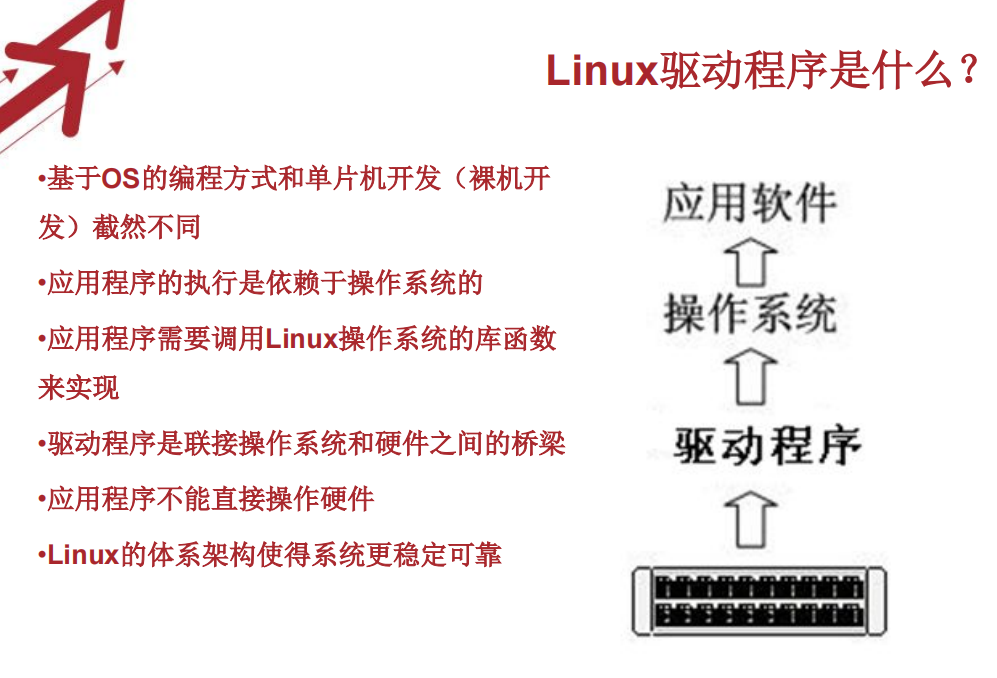 Linux驱动程序是什么？
•基于OS的编程方式和单片机开发（裸机开
发）截然不同
•应用程序的执行是依赖于操作系统的
•应用程序需要调用Linux操作系统的库函数
来实现
•驱动程序是联接操作系统和硬件之间的桥梁
•应用程序不能直接操作硬件
•Linux的体系架构使得系统更稳定可靠
应用软件
操作系统
驱动程序